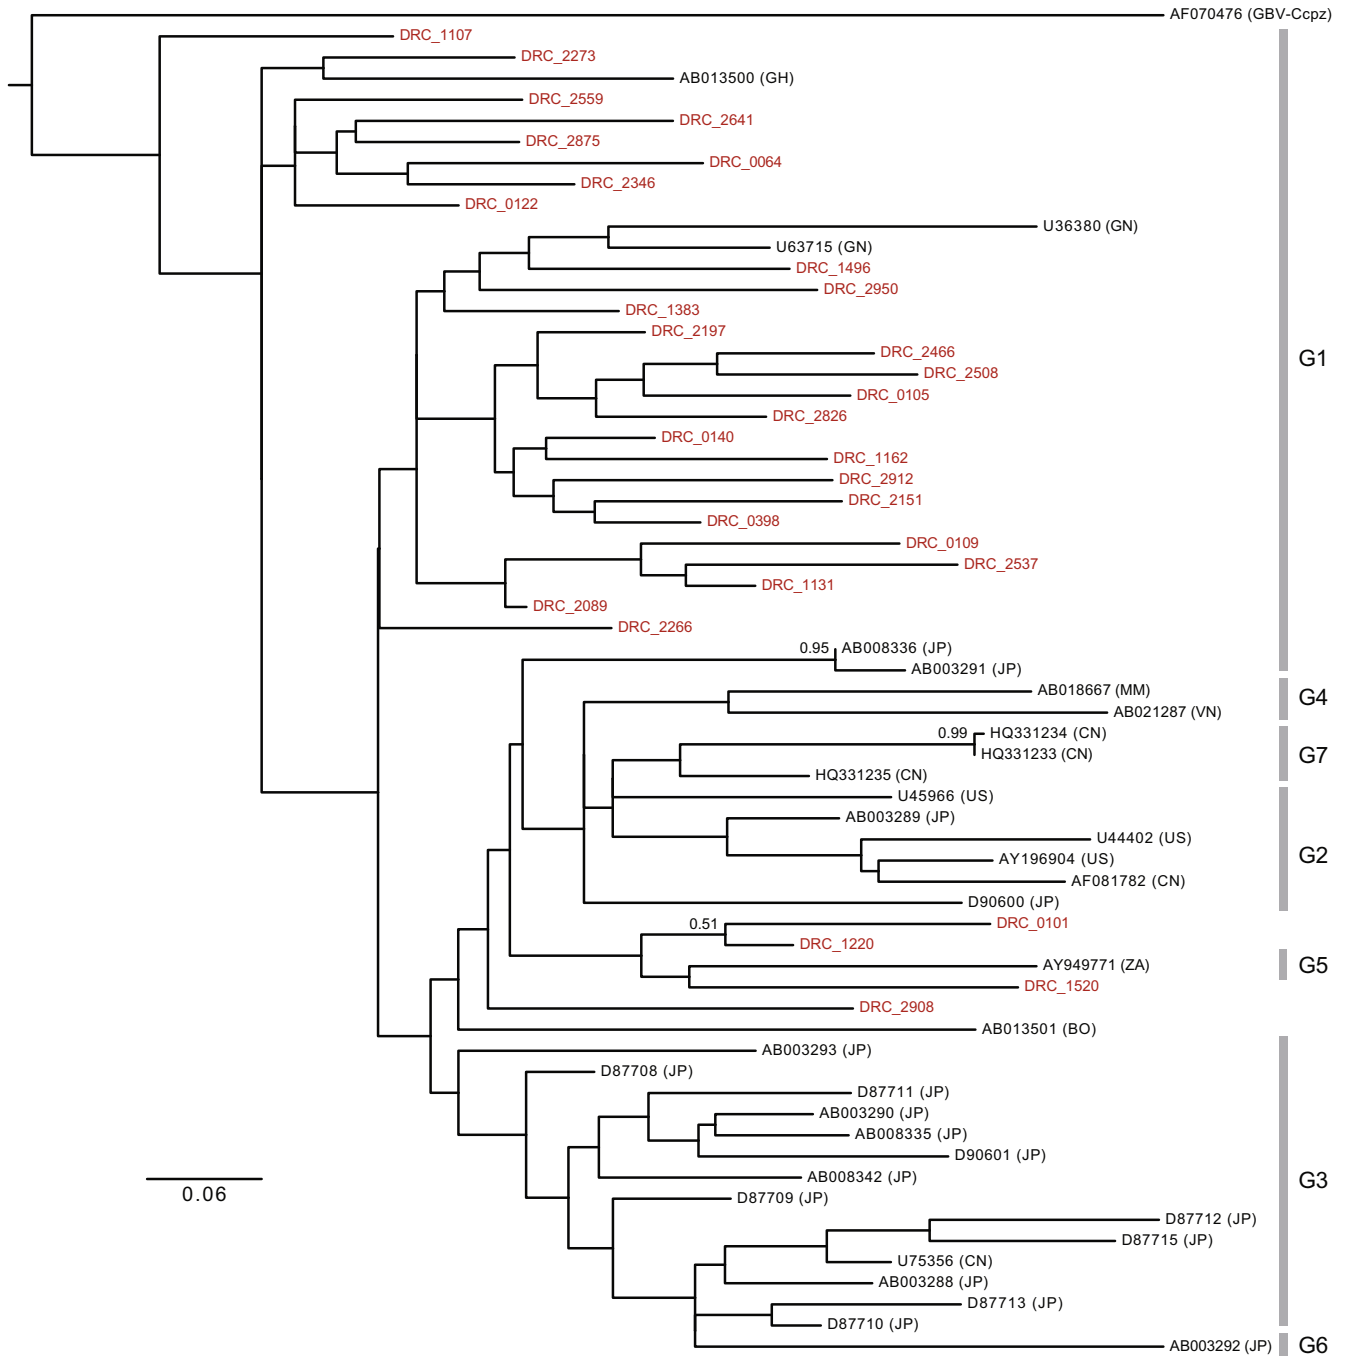 AF070476 (GBV-Ccpz)
DRC_1107
DRC_2273
AB013500 (GH)
DRC_2559
DRC_2641
DRC_2875
DRC_0064
DRC_2346
DRC_0122
U36380 (GN)
U63715 (GN)
DRC_1496
DRC_2950
DRC_1383
DRC_2197
DRC_2466
G1
DRC_2508
DRC_0105
DRC_2826
DRC_0140
DRC_1162
DRC_2912
DRC_2151
DRC_0398
DRC_0109
DRC_2537
DRC_1131
DRC_2089
DRC_2266
0.95 AB008336 (JP)
AB003291 (JP)
AB018667 (MM)
G4
AB021287 (VN)
0.99 HQ331234 (CN)
HQ331233 (CN)
G7
HQ331235 (CN)
U45966 (US)
AB003289 (JP)
U44402 (US)
G2
AY196904 (US)
AF081782 (CN)
D90600 (JP)
0.51 DRC_0101
DRC_1220
AY949771 (ZA)
G5
DRC_1520
DRC_2908
AB013501 (BO)
AB003293 (JP)
D87708 (JP)
D87711 (JP)
AB003290 (JP)
AB008335 (JP)
D90601 (JP)
AB008342 (JP)
G3
0.06
D87709 (JP)
D87712 (JP)
D87715 (JP)
U75356 (CN)
AB003288 (JP)
D87713 (JP)
D87710 (JP)
AB003292 (JP)
G6